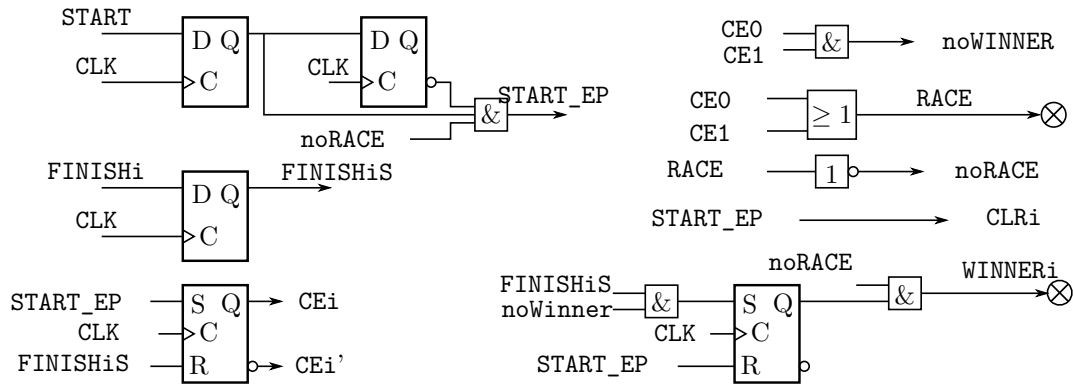 START
D Q
CLK
C
D Q
CLK
C
&
START_EP
noRACE
FINISHi
D Q
FINISHiS
CLK
C
START_EP
S Q
CEi
CLK
C
FINISHiS
R
CEi'
CE0
CE1
&
noWINNER
CE0
CE1
≥ 1
RACE
RACE
1
noRACE
START_EP
CLRi
FINISHiS
noWinner
&
S Q
CLK
C
START_EP
R
noRACE
&
WINNERi